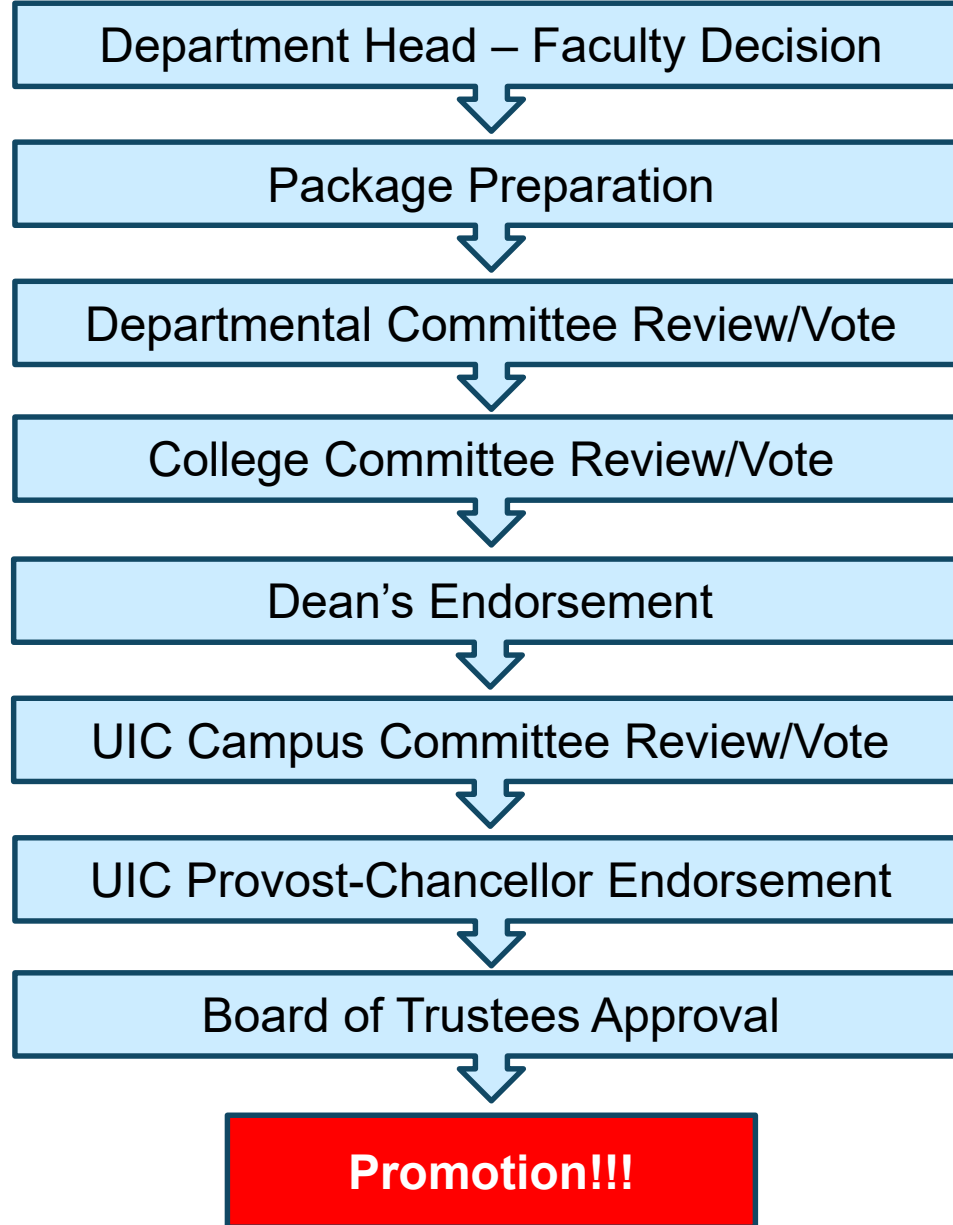 Department Head – Faculty Decision
Package Preparation
Departmental Committee Review/Vote
College Committee Review/Vote
Dean’s Endorsement
UIC Campus Committee Review/Vote
UIC Provost-Chancellor Endorsement
Board of Trustees Approval
Promotion!!!